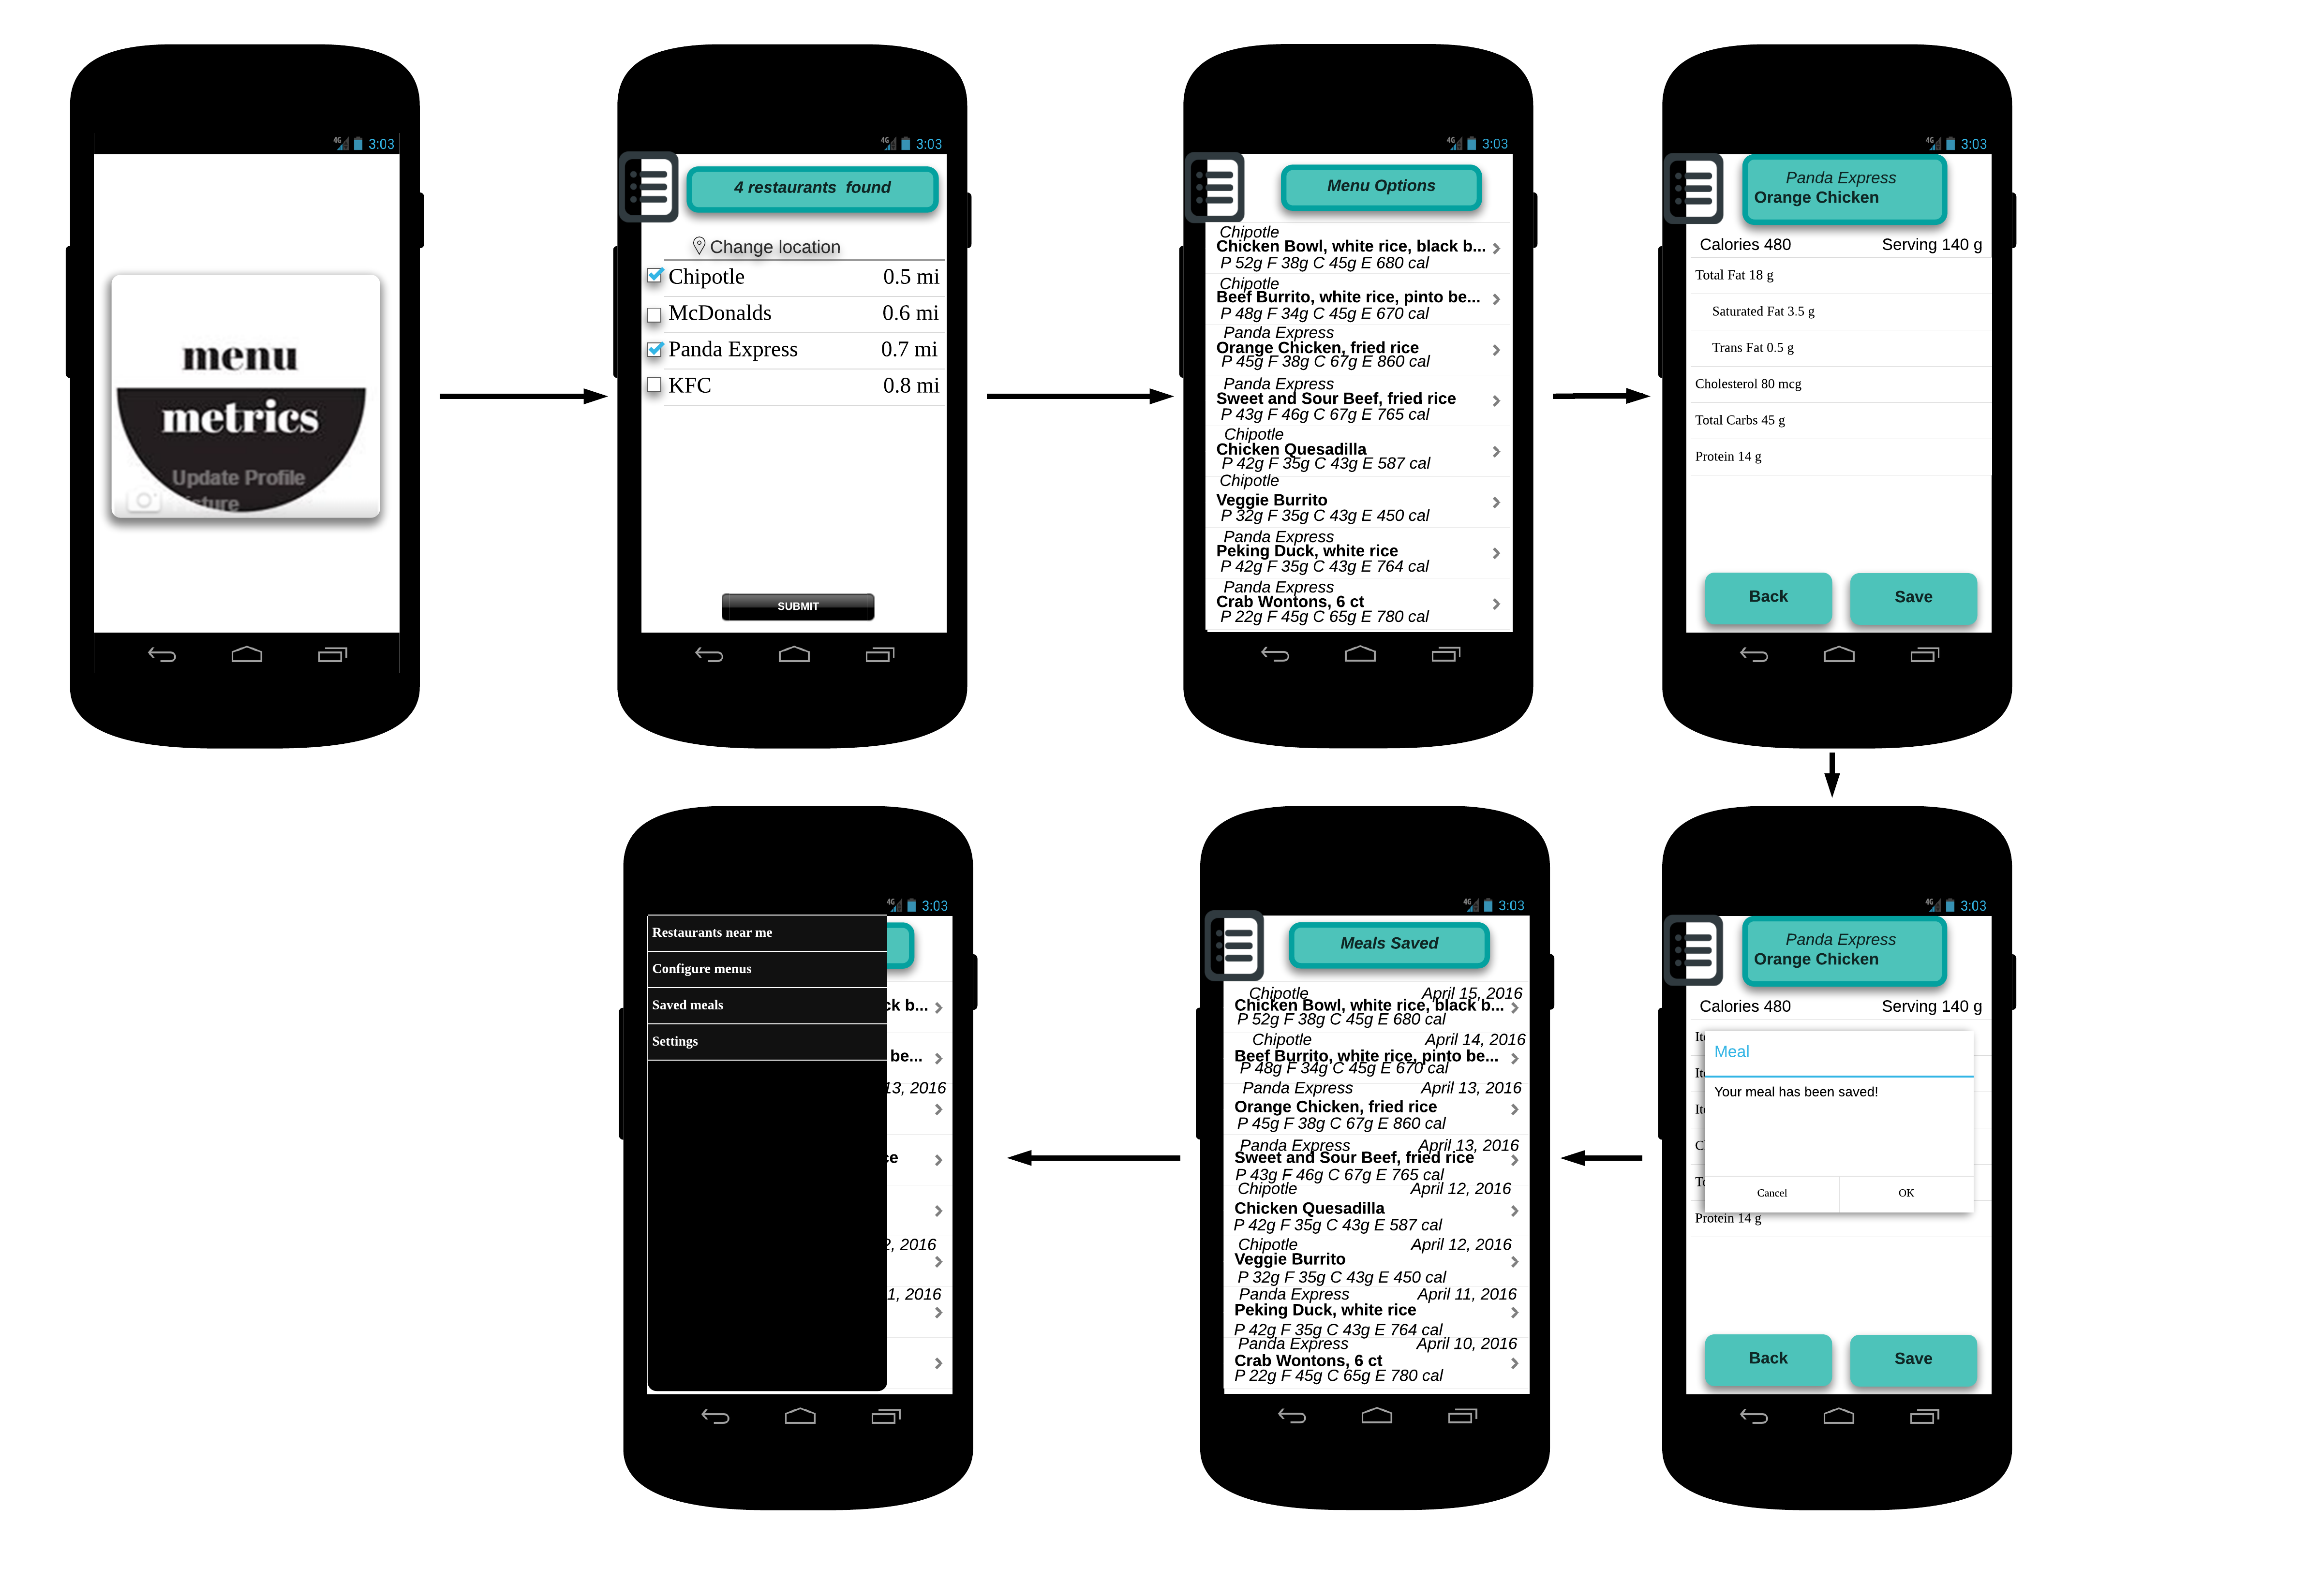 4G 3:03
menu
metrics
Update Profile
Picture
4G 3:03
4 restaurants found
Change location
Chipotle 0.5 mi
McDonalds 0.6 mi
Panda Express 0.7 mi
KFC 0.8 mi
SUBMIT
4G 3:03
Menu Options
Chipotle
Chicken Bowl, white rice, black b...
P 52g F 38g C 45g E 680 cal
Chipotle
Beef Burrito, white rice, pinto be...
P 48g F 34g C 45g E 670 cal
Panda Express
Orange Chicken, fried rice
P 45g F 38g C 67g E 860 cal
Panda Express
Sweet and Sour Beef, fried rice
P 43g F 46g C 67g E 765 cal
Chipotle
Chicken Quesadilla
P 42g F 35g C 43g E 587 cal
Chipotle
Veggie Burrito
P 32g F 35g C 43g E 450 cal
Panda Express
Peking Duck, white rice
P 42g F 35g C 43g E 764 cal
Panda Express
Crab Wontons, 6 ct
P 22g F 45g C 65g E 780 cal
4G 3:03
Panda Express
Orange Chicken
Calories 480 Serving 140 g
Total Fat 18 g
Saturated Fat 3.5 g
Trans Fat 0.5 g
Cholesterol 80 mcg
Total Carbs 45 g
Protein 14 g
Back Save
4G 3:03
Restaurants near me
Configure menus
Saved meals
Settings
ck b...
be...
13, 2016
ce
2, 2016
1, 2016
4G 3:03
Meals Saved
Chipotle April 15, 2016
Chicken Bowl, white rice, black b...
P 52g F 38g C 45g E 680 cal
Chipotle April 14, 2016
Beef Burrito, white rice, pinto be...
P 48g F 34g C 45g E 670 cal
Panda Express April 13, 2016
Orange Chicken, fried rice
P 45g F 38g C 67g E 860 cal
Panda Express April 13, 2016
Sweet and Sour Beef, fried rice
P 43g F 46g C 67g E 765 cal
Chipotle April 12, 2016
Chicken Quesadilla
P 42g F 35g C 43g E 587 cal
Chipotle April 12, 2016
Veggie Burrito
P 32g F 35g C 43g E 450 cal
Panda Express April 11, 2016
Peking Duck, white rice
P 42g F 35g C 43g E 764 cal
Panda Express April 10, 2016
Crab Wontons, 6 ct
P 22g F 45g C 65g E 780 cal
4G 3:03
Panda Express
Orange Chicken
Calories 480 Serving 140 g
Meal
Your meal has been saved!
Cancel OK
Protein 14 g
Back Save